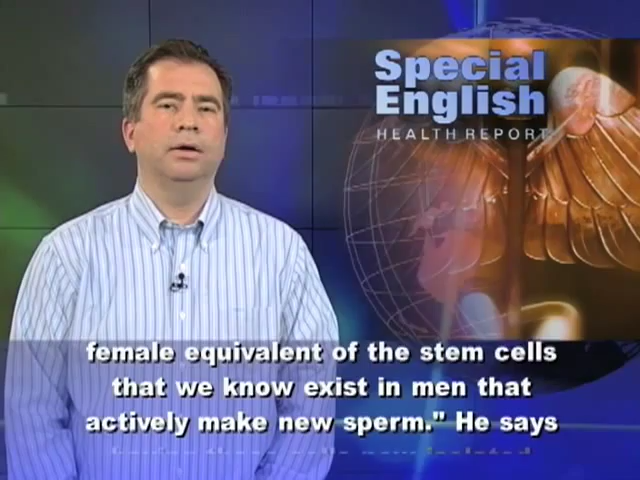 Special
English
HEALTH REPORT
female equivalent of the stem cells
that we know exist in men that
actively make new sperm." He says